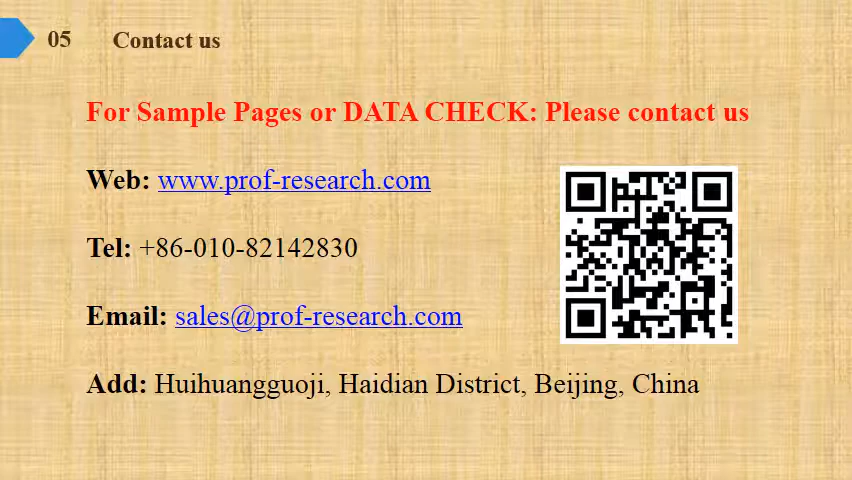 05 Contact us
For Sample Pages or DATA CHECK: Please contact us
Web: www.prof-research.com
Tel: +86-010-82142830
Email: sales@prof-research.com
Add: Huihuangguoji, Haidian District, Beijing, China